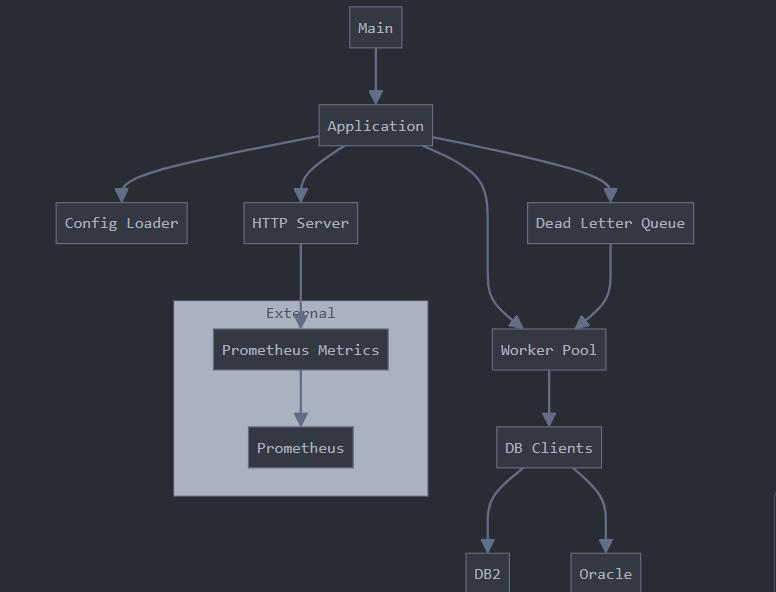 Main
Application
Config Loader
HTTP Server
Dead Letter Queue
External
Prometheus Metrics
Worker Pool
Prometheus
DB Clients
DB2
Oracle